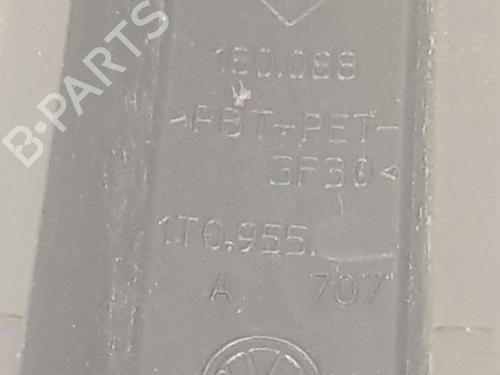 B-PARTS
160.088
>PBT+PET-
GF30<
1T0.955.
A 707